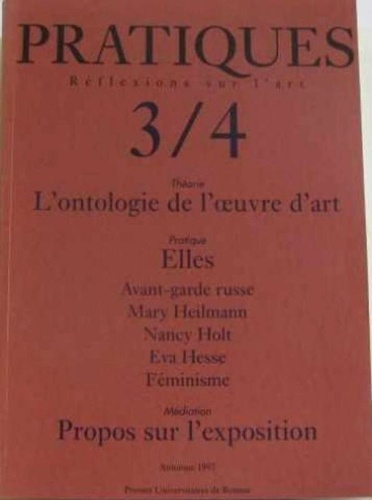 PRATIQUES
Réflexions sur l'art
3/4
Théorie
L'ontologie de l'œuvre d'art
Pratique
Elles
Avant-garde russe
Mary Heilmann
Nancy Holt
Eva Hesse
Féminisme
Médiation
Propos sur l'exposition
Automne 1997
Presses Universitaires de Rennes